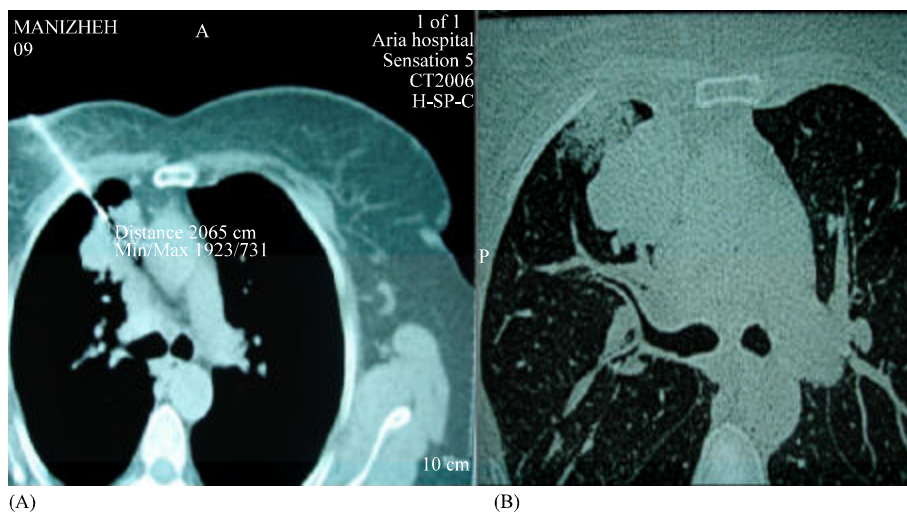 MANIZHEH
09
A
1 of 1
Aria hospital
Sensation 5
CT2006
H-SP-C
Distance 2065 cm
Min/Max 1923/731
10 cm
P
(A)
(B)